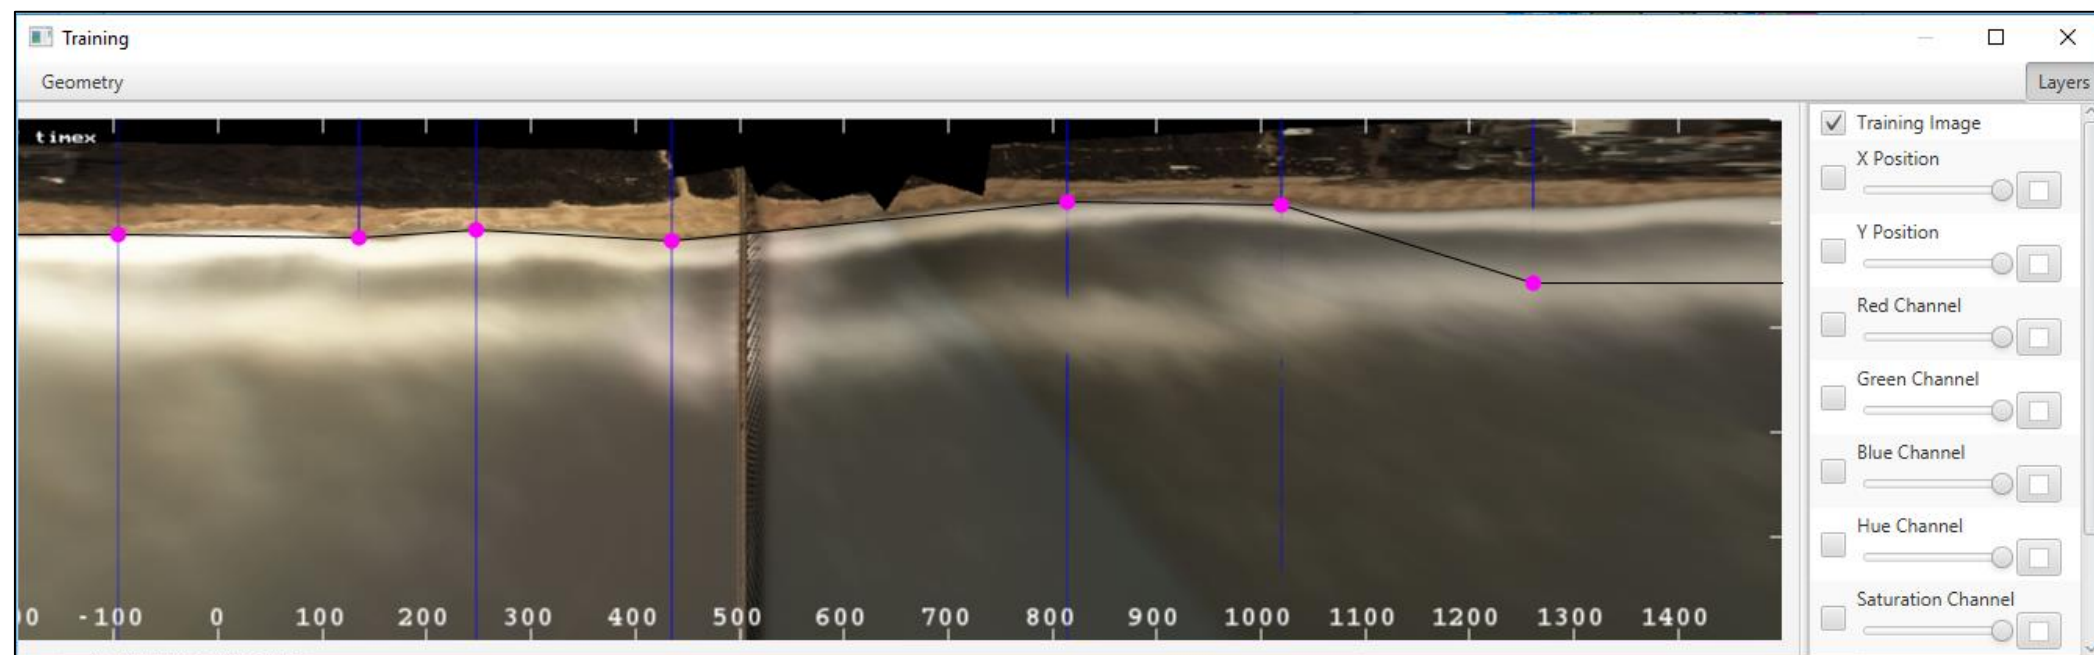 Training
Geometry
Layers
timex
Training Image
X Position
Y Position
Red Channel
Green Channel
Blue Channel
Hue Channel
Saturation Channel
-100 0 100 200 300 400 500 600 700 800 900 1000 1100 1200 1300 1400